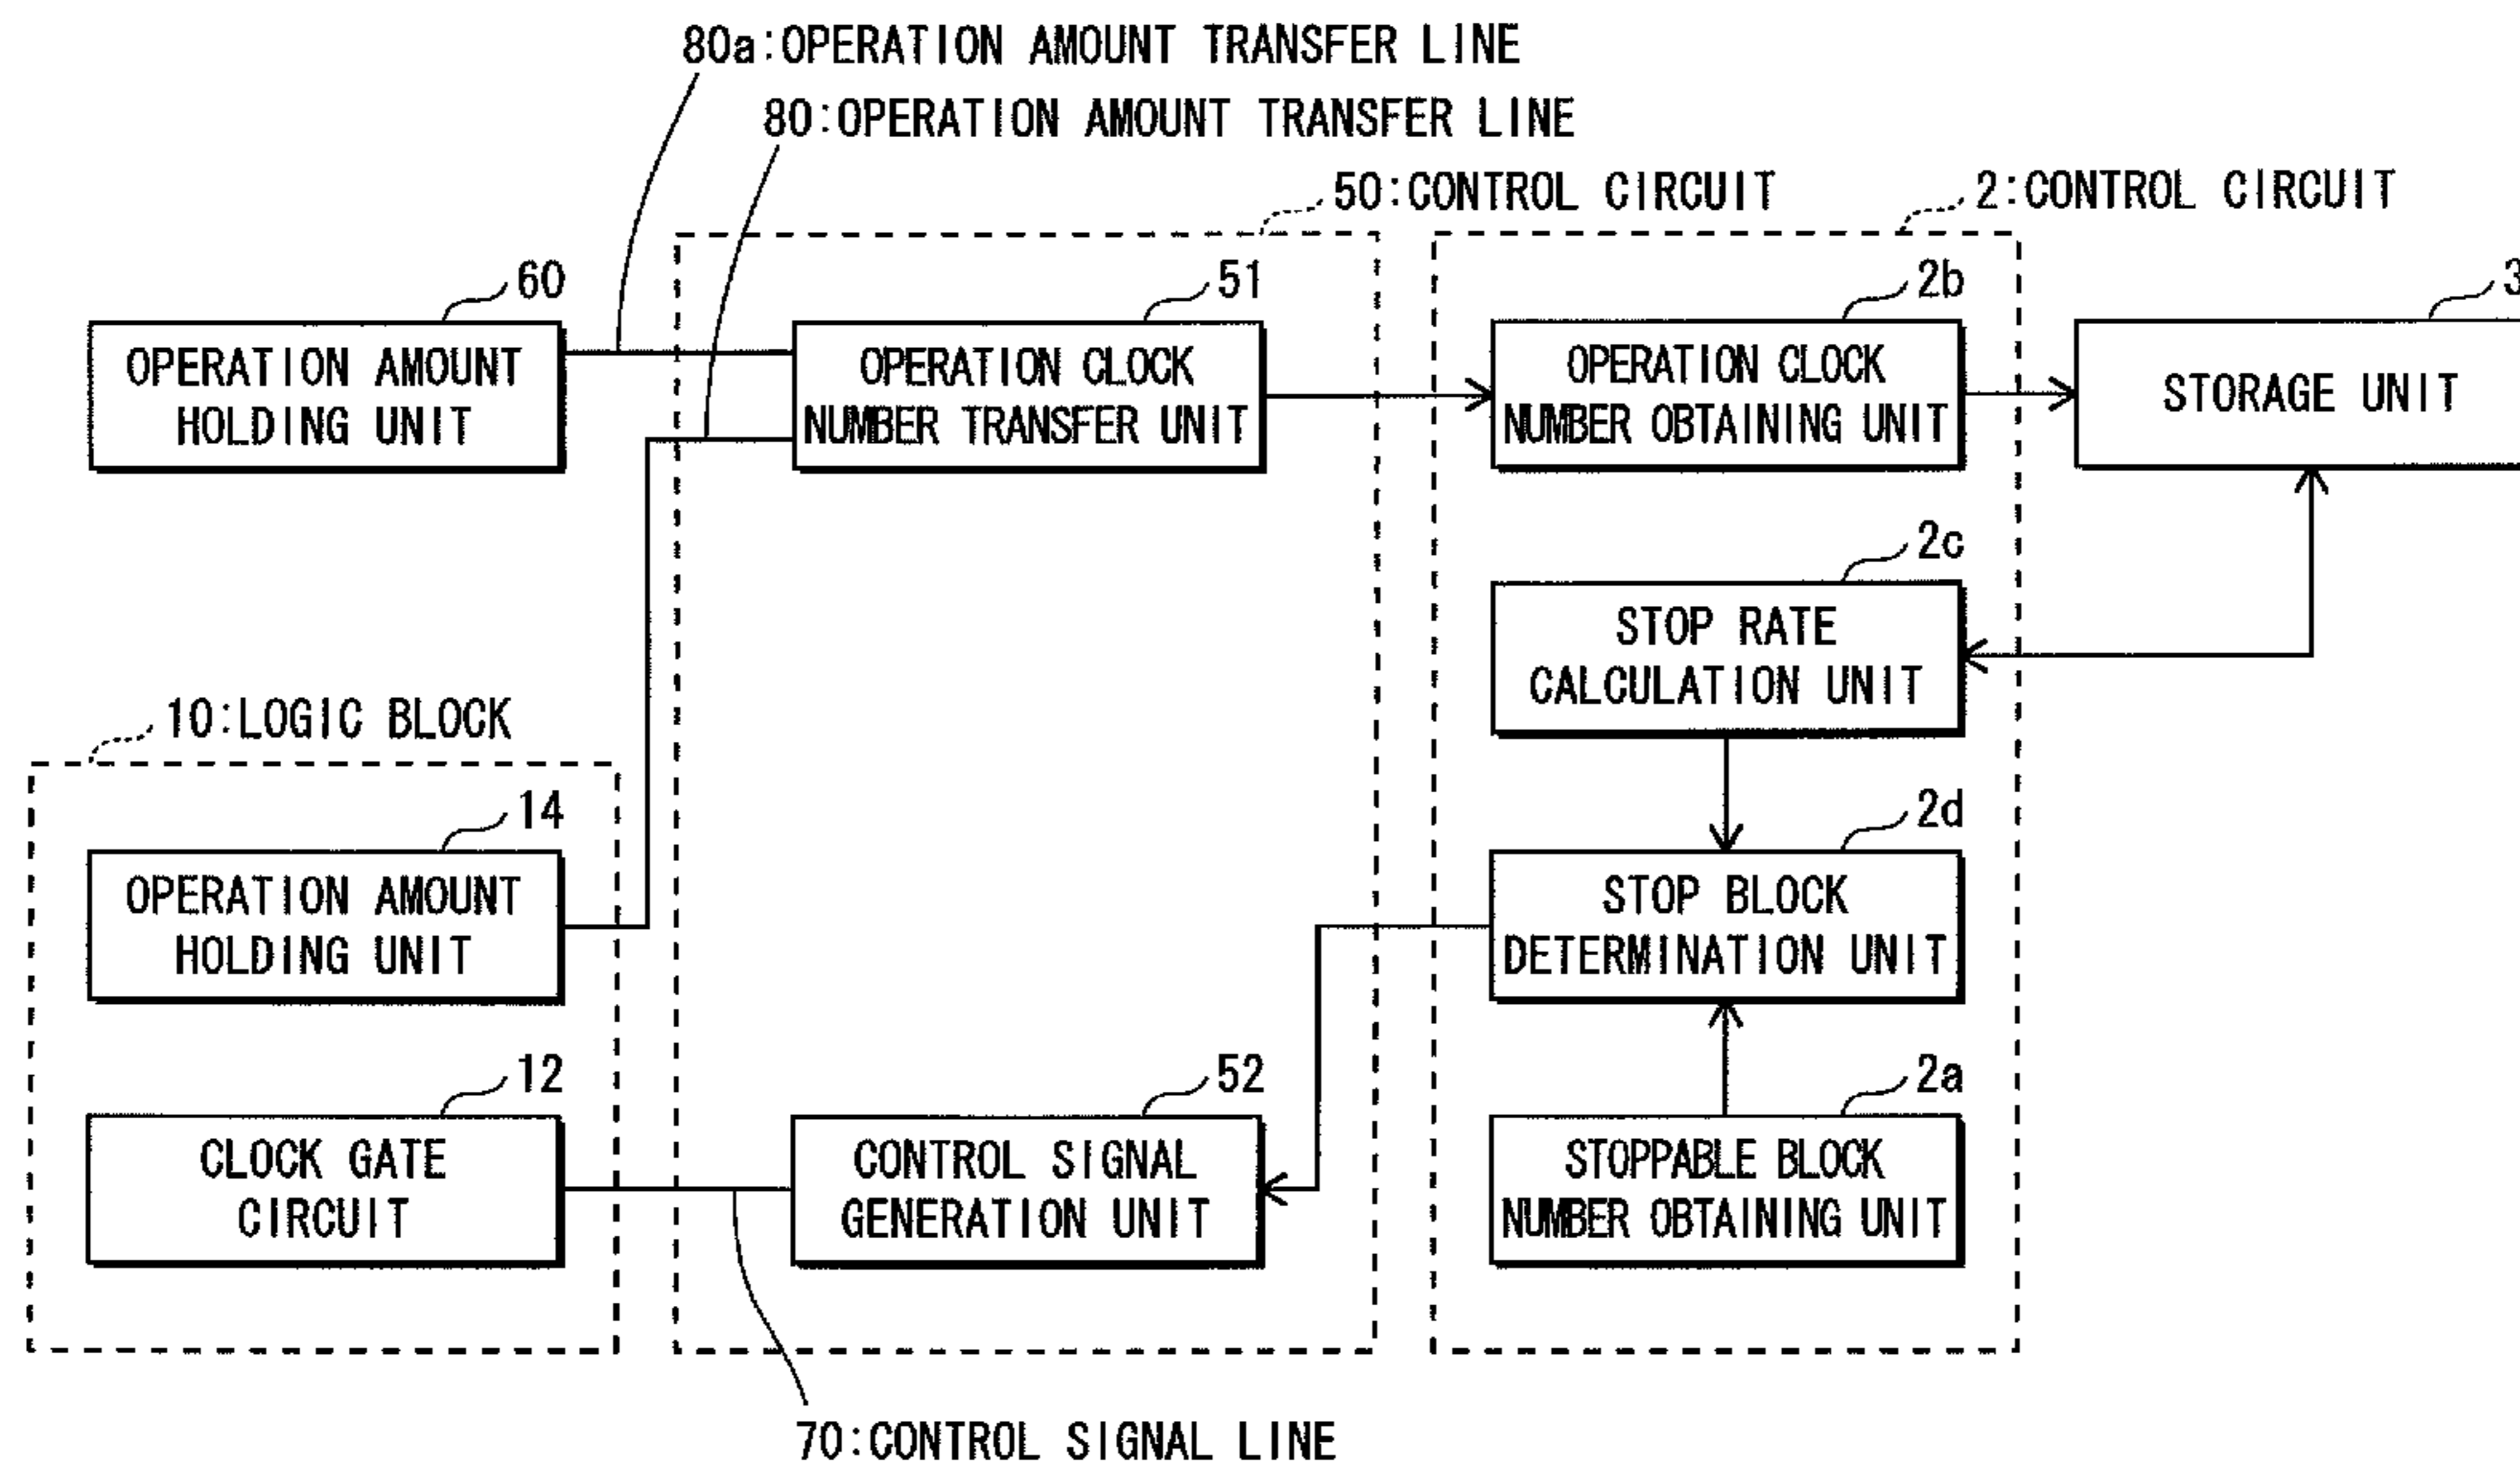 80a:OPERATION AMOUNT TRANSFER LINE
80:OPERATION AMOUNT TRANSFER LINE
50:CONTROL CIRCUIT
2:CONTROL CIRCUIT
60
51
2b
3
OPERATION AMOUNT
HOLDING UNIT
OPERATION CLOCK
NUMBER TRANSFER UNIT
OPERATION CLOCK
NUMBER OBTAINING UNIT
STORAGE UNIT
2c
STOP RATE
CALCULATION UNIT
10:LOGIC BLOCK
14
2d
OPERATION AMOUNT
HOLDING UNIT
STOP BLOCK
DETERMINATION UNIT
12
52
2a
CLOCK GATE
CIRCUIT
CONTROL SIGNAL
GENERATION UNIT
STOPPABLE BLOCK
NUMBER OBTAINING UNIT
70:CONTROL SIGNAL LINE